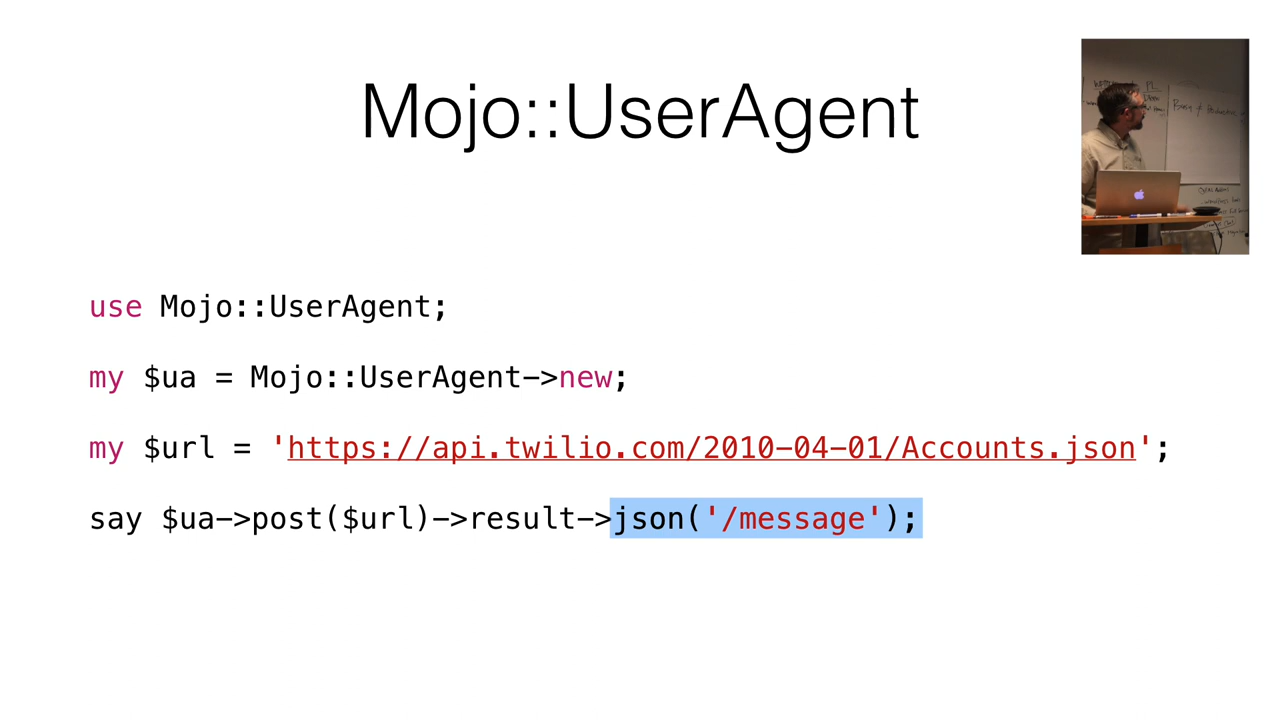 Mojo::UserAgent
use Mojo::UserAgent;
my $ua = Mojo::UserAgent->new;
my $url = 'https://api.twilio.com/2010-04-01/Accounts.json';
say $ua->post($url)->result->json('/message');